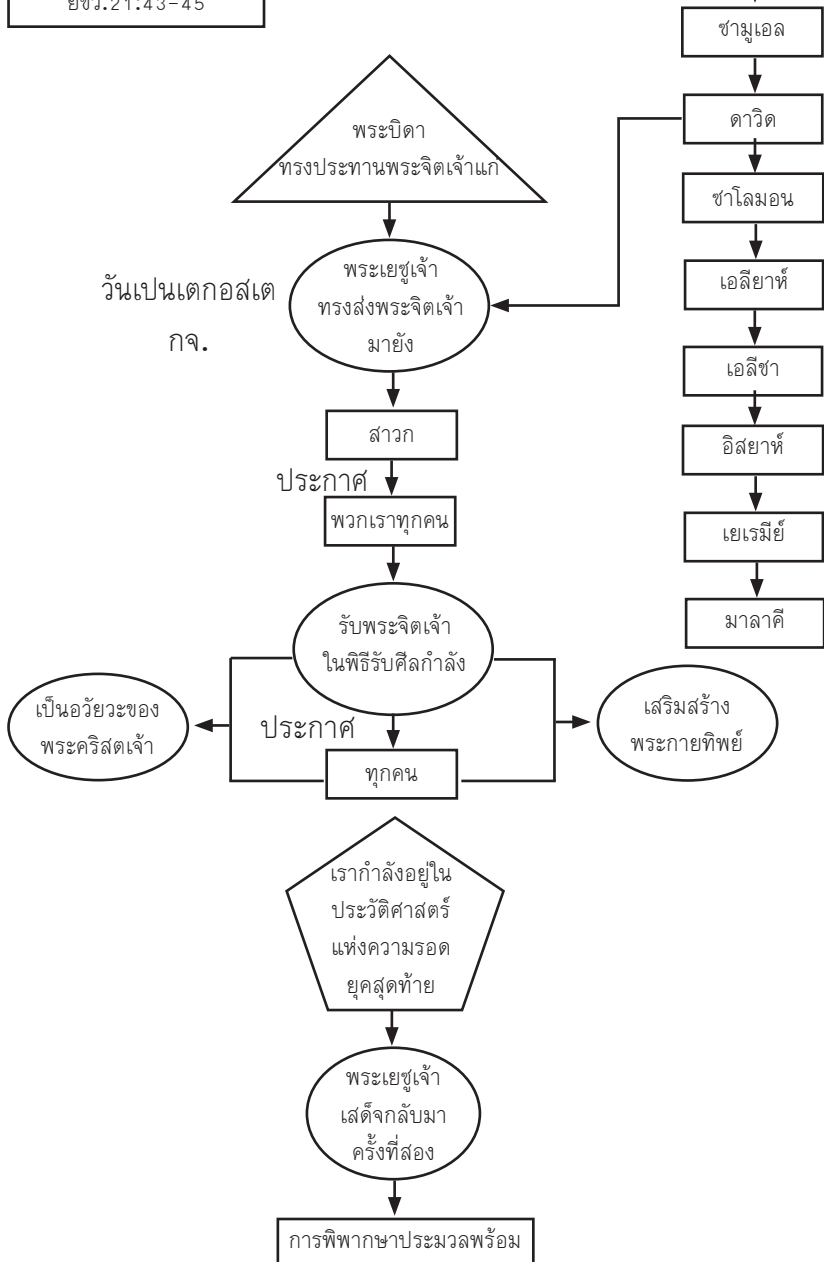 ยชว.21:43-45
ซามูเอล
ดาวิด
ซาโลมอน
เอลียาห์
เอลีชา
อิสยาห์
เยเรมีย์
มาลาคี
พระบิดา
ทรงประทานพระจิตเจ้าแก่
วันเปนเตกอสเต
กจ.
พระเยซูเจ้า
ทรงส่งพระจิตเจ้า
มายัง
สาวก
ประกาศ
พวกเราทุกคน
รับพระจิตเจ้า
ในพิธีรับศีลกำลัง
เป็นอวัยวะของ
พระคริสตเจ้า
ประกาศ
ทุกคน
เสริมสร้าง
พระกายทิพย์
เรากำลังอยู่ใน
ประวัติศาสตร์
แห่งความรอด
ยุคสุดท้าย
พระเยซูเจ้า
เสด็จกลับมา
ครั้งที่สอง
การพิพากษาประมวลพร้อม